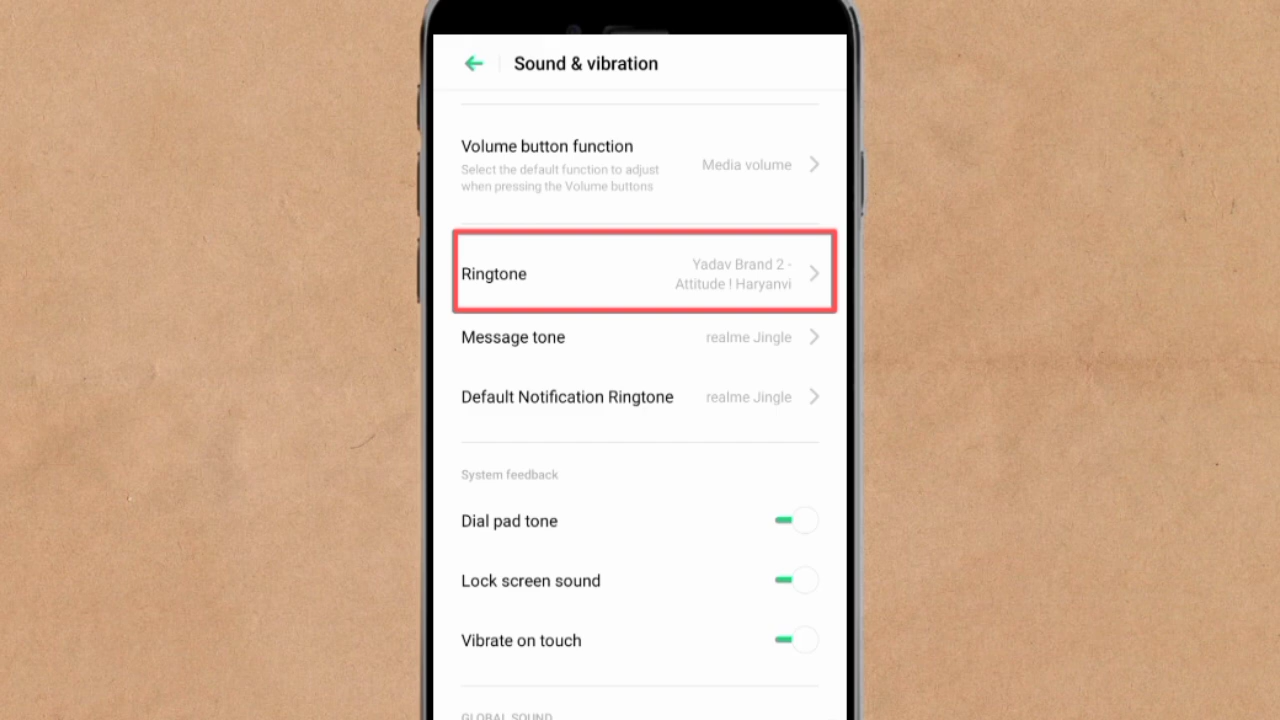 Sound & vibration
Volume button function
Select the default function to adjust
when pressing the Volume buttons
Media volume
Ringtone
Yadav Brand 2 -
Attitude ! Haryanvi
Message tone
realme Jingle
Default Notification Ringtone
realme Jingle
System feedback
Dial pad tone
Lock screen sound
Vibrate on touch
GLOBAL SOUND